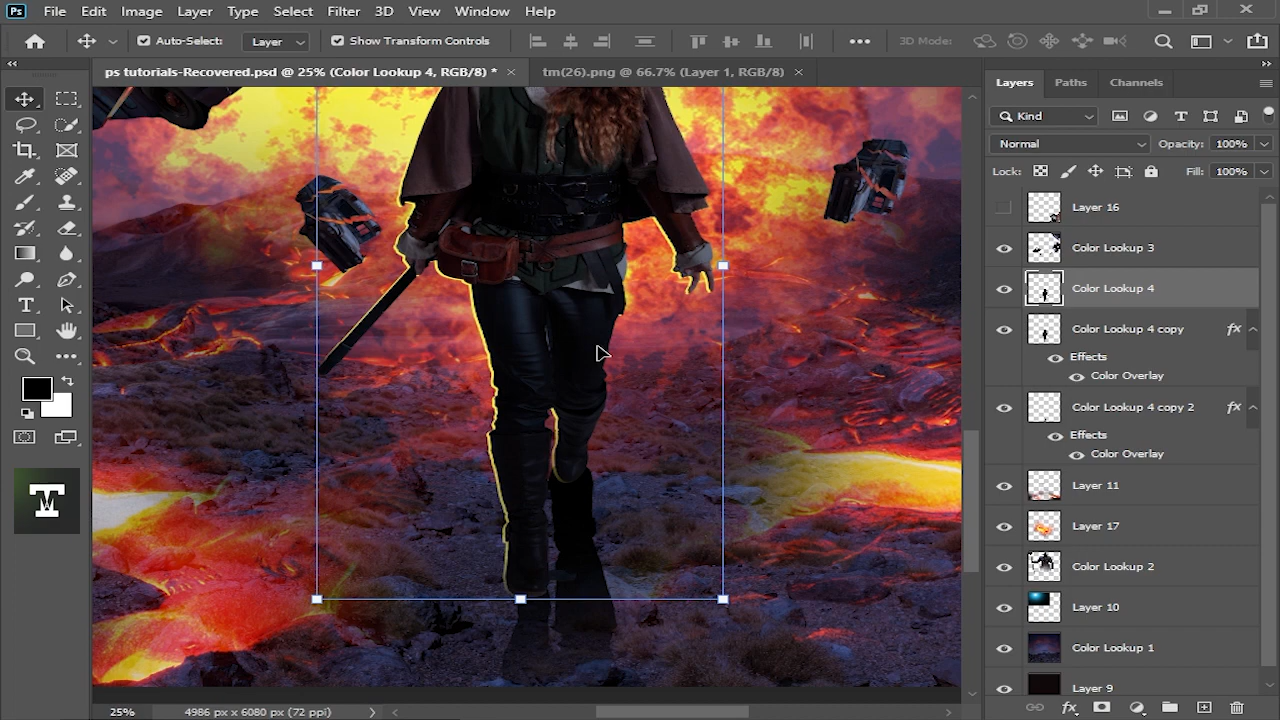 Ps File Edit Image Layer Type Select Filter 3D View Window Help
Auto-Select: Layer Show Transform Controls 3D Mode:
ps tutorials-Recovered.psd @ 25% (Color Lookup 4, RGB/8) * × tm(26).png @ 66.7% (Layer 1, RGB/8) ×
Layers Paths Channels
Kind
Normal Opacity: 100%
Lock: Fill: 100%
Layer 16
Color Lookup 3
Color Lookup 4
Color Lookup 4 copy fx
Effects
Color Overlay
Color Lookup 4 copy 2 fx
Effects
Color Overlay
Layer 11
Layer 17
Color Lookup 2
Layer 10
Color Lookup 1
Layer 9
T
25% 4986 px x 6080 px (72 ppi)
fx